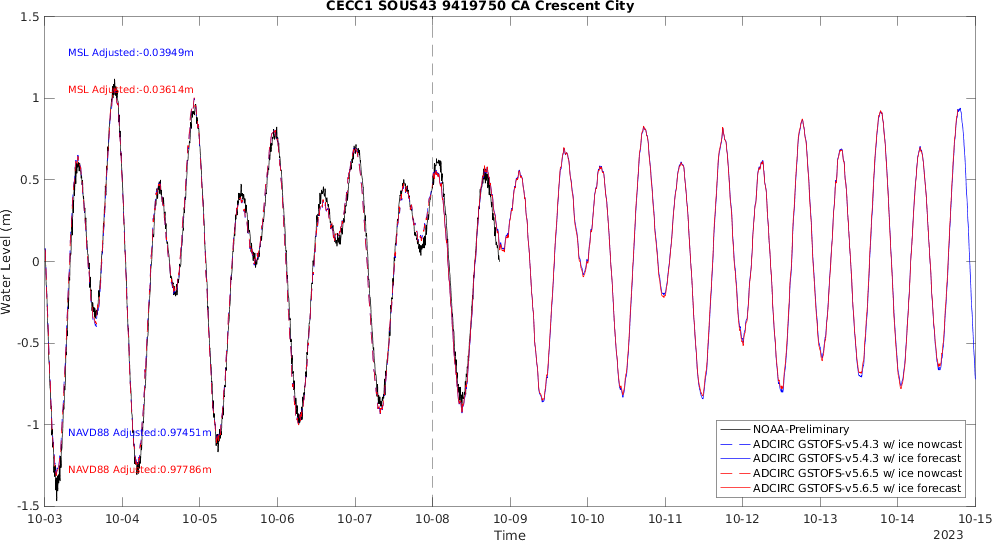 CECC1 SOUS43 9419750 CA Crescent City
MSL Adjusted:-0.03949m
MSL Adjusted:-0.03614m
NAVD88 Adjusted:0.97451m
NAVD88 Adjusted:0.97786m
Water Level (m)
1.5
1
0.5
0
-0.5
-1
-1.5
NOAA-Preliminary
ADCIRC GSTOFS-v5.4.3 w/ ice nowcast
ADCIRC GSTOFS-v5.4.3 w/ ice forecast
ADCIRC GSTOFS-v5.6.5 w/ ice nowcast
ADCIRC GSTOFS-v5.6.5 w/ ice forecast
10-03 10-04 10-05 10-06 10-07 10-08 10-09 10-10 10-11 10-12 10-13 10-14 10-15
Time
2023